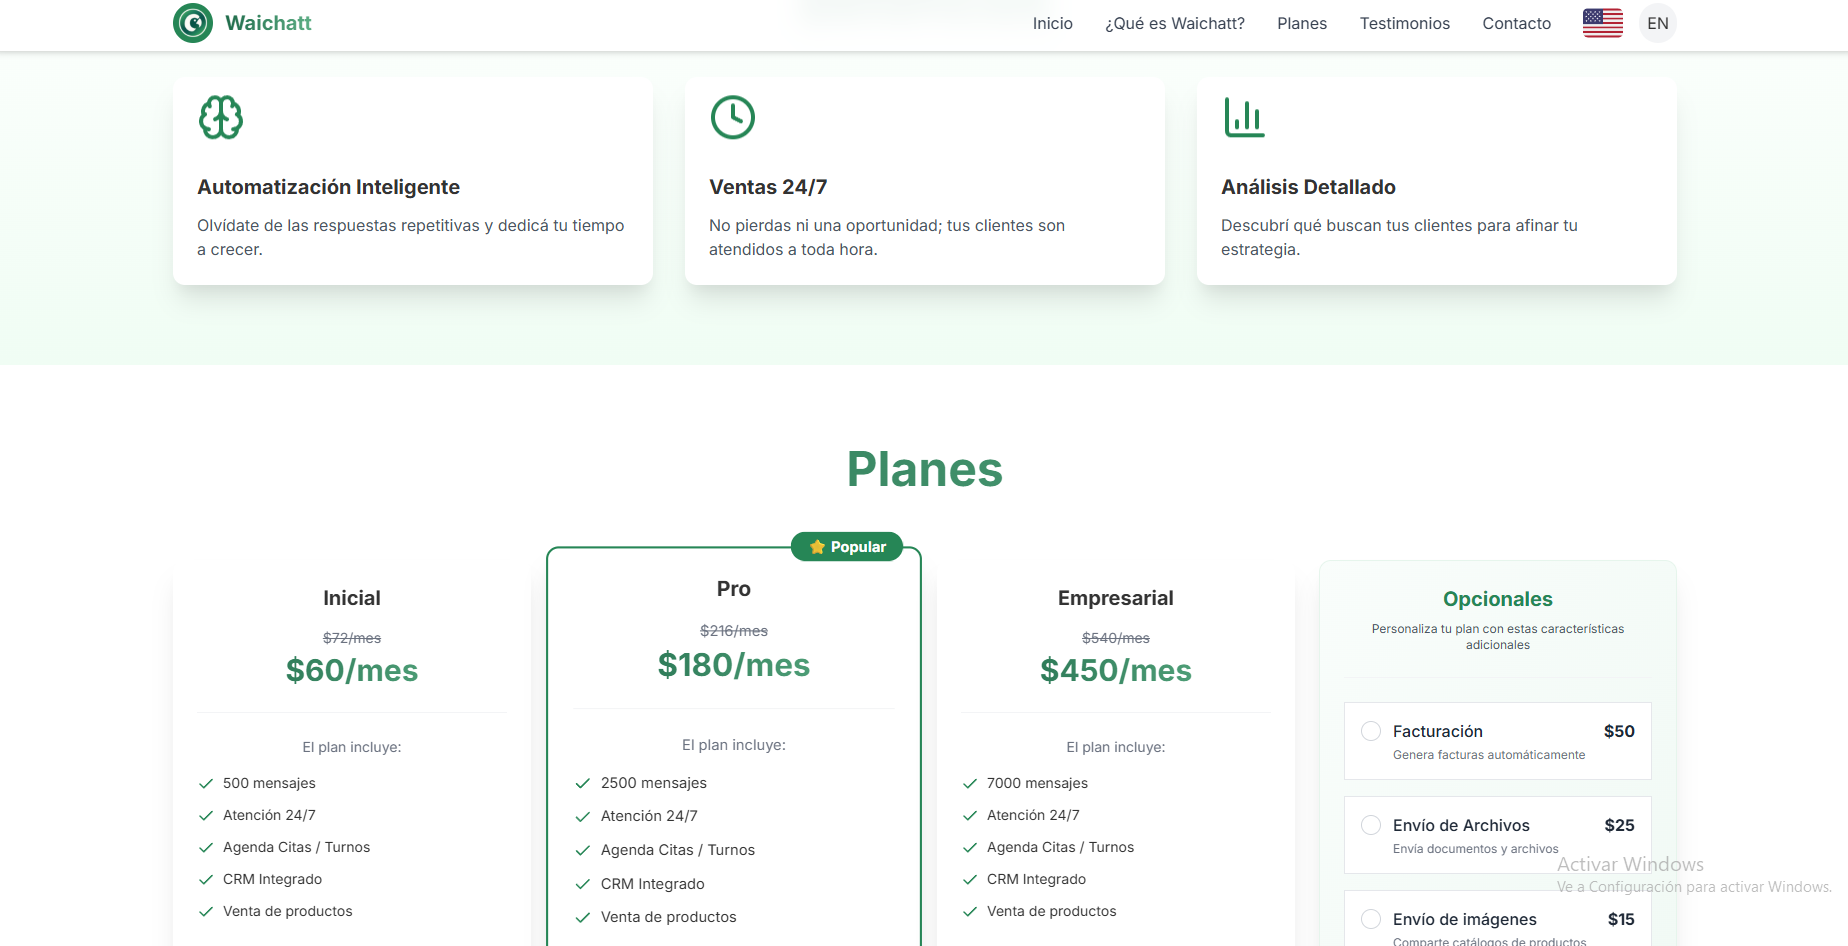 Waichatt
Inicio
¿Qué es Waichatt?
Planes
Testimonios
Contacto
EN
Automatización Inteligente
Olvídate de las respuestas repetitivas y dedicá tu tiempo
a crecer.
Ventas 24/7
No pierdas ni una oportunidad; tus clientes son
atendidos a toda hora.
Análisis Detallado
Descubrí qué buscan tus clientes para afinar tu
estrategia.
Planes
Inicial
$72/mes
$60/mes
El plan incluye:
500 mensajes
Atención 24/7
Agenda Citas / Turnos
CRM Integrado
Venta de productos
Popular
Pro
$216/mes
$180/mes
El plan incluye:
2500 mensajes
Atención 24/7
Agenda Citas / Turnos
CRM Integrado
Venta de productos
Empresarial
$540/mes
$450/mes
El plan incluye:
7000 mensajes
Atención 24/7
Agenda Citas / Turnos
CRM Integrado
Venta de productos
Opcionales
Personaliza tu plan con estas características
adicionales
Facturación $50
Genera facturas automáticamente
Envío de Archivos $25
Envía documentos y archivos
Envío de imágenes $15
Comparte catálogos de productos
Activar Windows
Ve a Configuración para activar Windows.